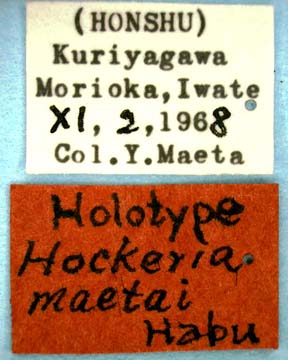 (HONSHU)
Kuriyagawa
Morioka, Iwate
XI, 2, 1968
Col. Y. Maeta
Holotype
Hockeria
maetai
Habu